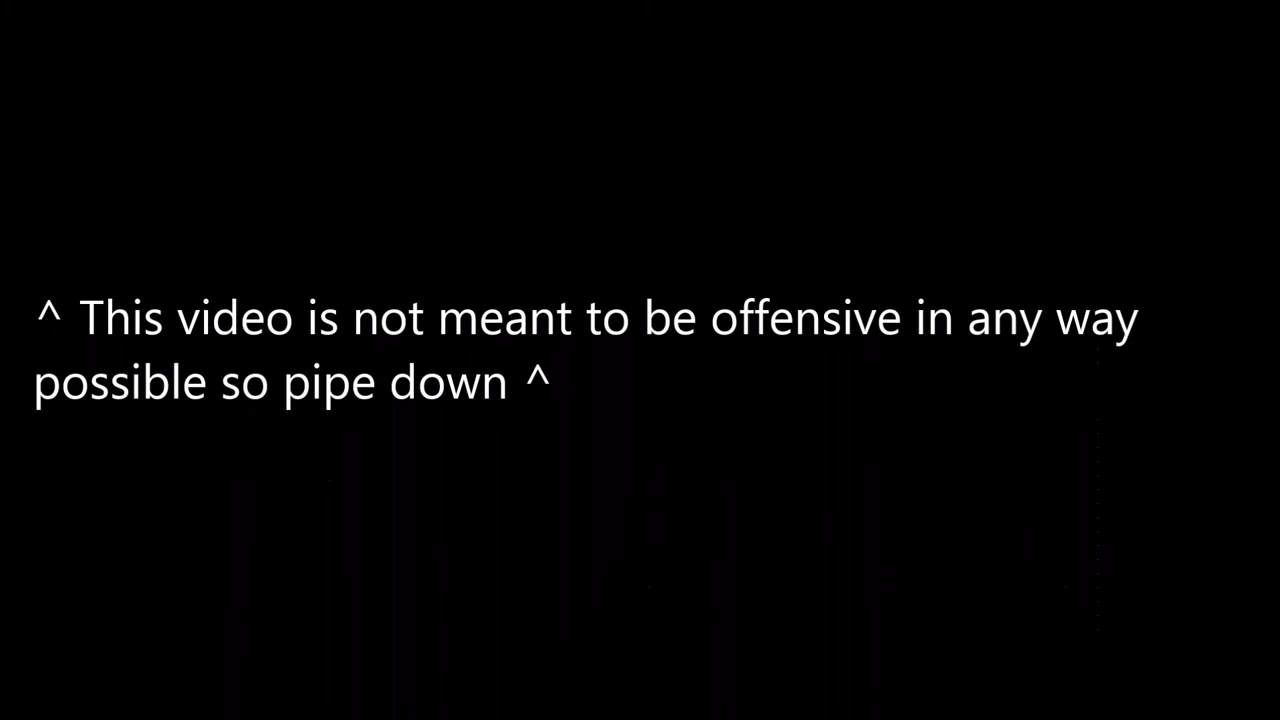 ^ This video is not meant to be offensive in any way
possible so pipe down ^